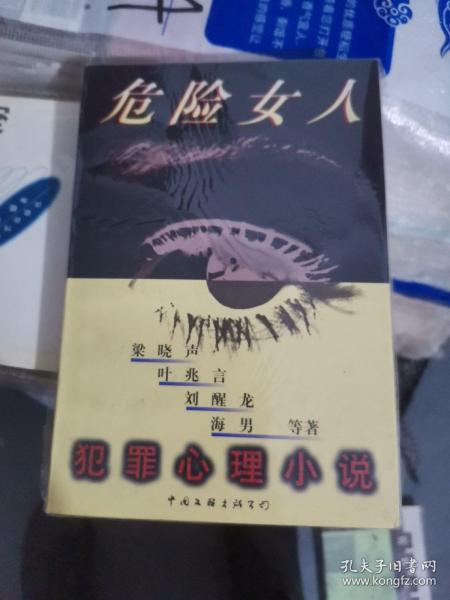 危险女人
梁晓声
叶兆言
刘醒龙
海男 等著
犯罪心理小说
中国文联出版公司
孔夫子旧书网
www.kongfz.com